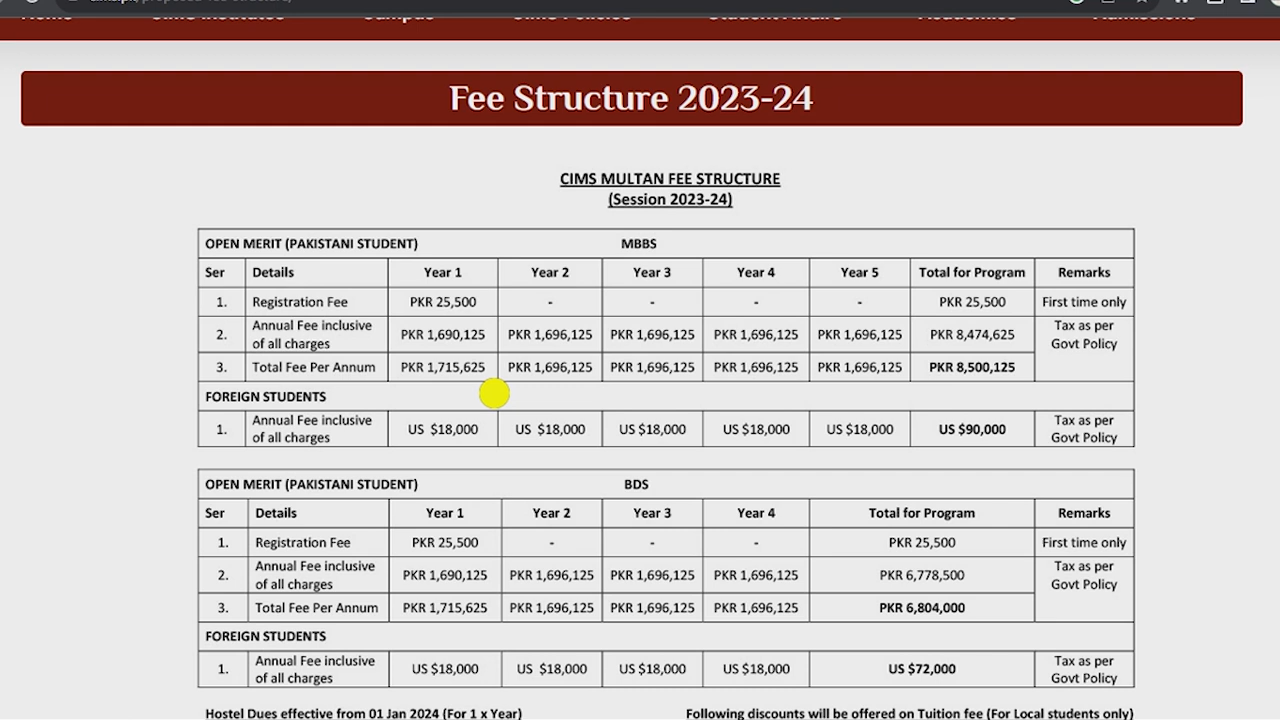 Fee Structure 2023-24
CIMS MULTAN FEE STRUCTURE
(Session 2023-24)
OPEN MERIT (PAKISTANI STUDENT) MBBS
Ser Details Year 1 Year 2 Year 3 Year 4 Year 5 Total for Program Remarks
1. Registration Fee PKR 25,500 - - - - PKR 25,500 First time only
2. Annual Fee inclusive of all charges PKR 1,690,125 PKR 1,696,125 PKR 1,696,125 PKR 1,696,125 PKR 1,696,125 PKR 8,474,625 Tax as per Govt Policy
3. Total Fee Per Annum PKR 1,715,625 PKR 1,696,125 PKR 1,696,125 PKR 1,696,125 PKR 1,696,125 PKR 8,500,125
FOREIGN STUDENTS
1. Annual Fee inclusive of all charges US $18,000 US $18,000 US $18,000 US $18,000 US $18,000 US $90,000 Tax as per Govt Policy
OPEN MERIT (PAKISTANI STUDENT) BDS
Ser Details Year 1 Year 2 Year 3 Year 4 Total for Program Remarks
1. Registration Fee PKR 25,500 - - - PKR 25,500 First time only
2. Annual Fee inclusive of all charges PKR 1,690,125 PKR 1,696,125 PKR 1,696,125 PKR 1,696,125 PKR 6,778,500 Tax as per Govt Policy
3. Total Fee Per Annum PKR 1,715,625 PKR 1,696,125 PKR 1,696,125 PKR 1,696,125 PKR 6,804,000
FOREIGN STUDENTS
1. Annual Fee inclusive of all charges US $18,000 US $18,000 US $18,000 US $18,000 US $72,000 Tax as per Govt Policy
Hostel Dues effective from 01 Jan 2024 (For 1 x Year) Following discounts will be offered on Tuition fee (For Local students only)